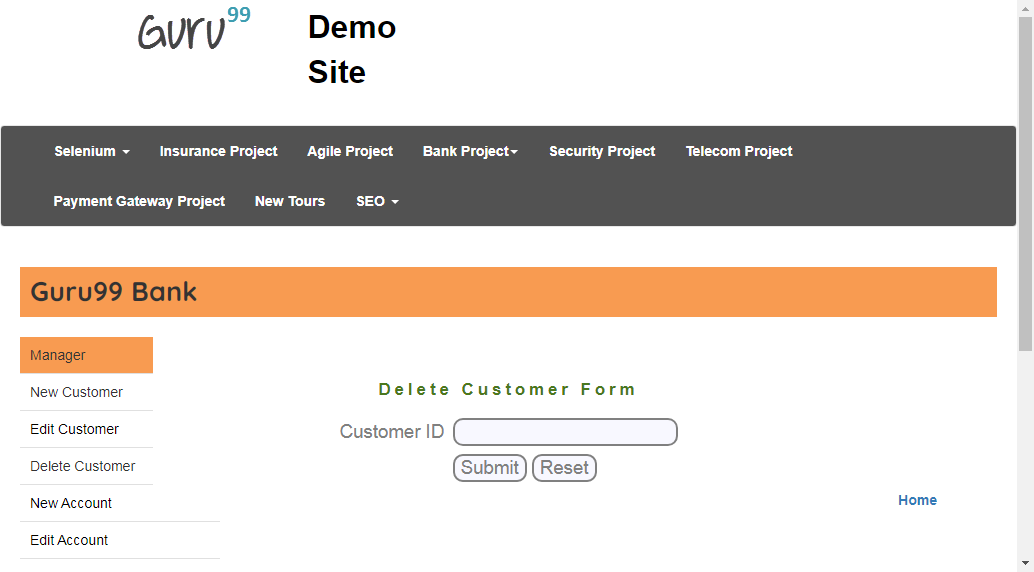 Guru99
Demo
Site
Selenium Insurance Project Agile Project Bank Project Security Project Telecom Project
Payment Gateway Project New Tours SEO
Guru99 Bank
Manager
New Customer
Edit Customer
Delete Customer
New Account
Edit Account
Delete Customer Form
Customer ID
Submit Reset
Home